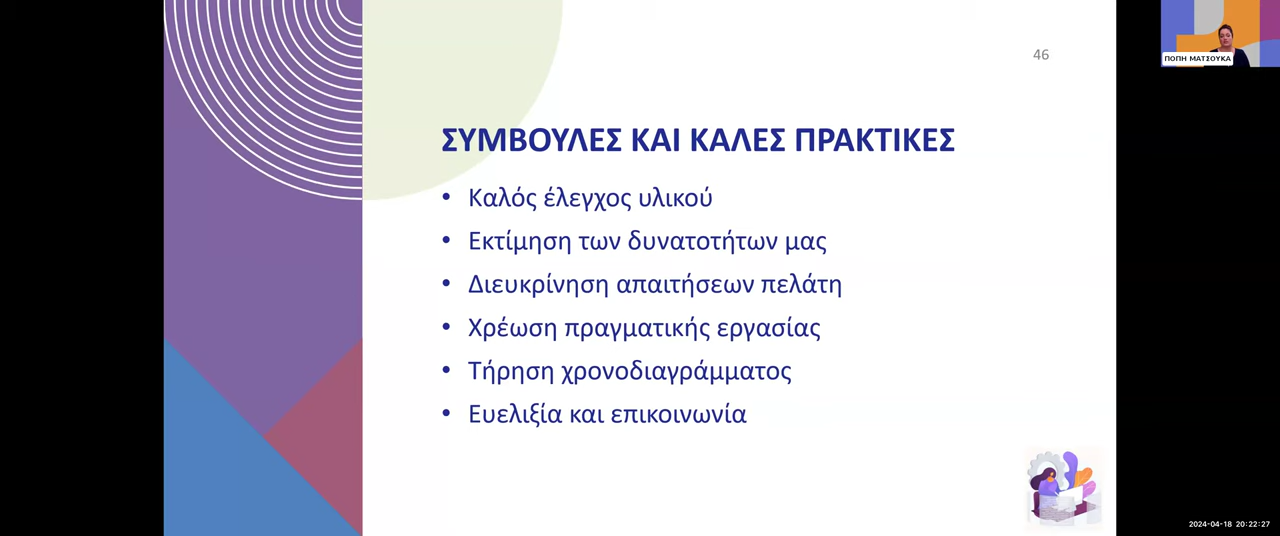 46
ΠΟΠΗ ΜΑΤΣΟΥΚΑ
ΣΥΜΒΟΥΛΕΣ ΚΑΙ ΚΑΛΕΣ ΠΡΑΚΤΙΚΕΣ
• Καλός έλεγχος υλικού
• Εκτίμηση των δυνατοτήτων μας
• Διευκρίνηση απαιτήσεων πελάτη
• Χρέωση πραγματικής εργασίας
• Τήρηση χρονοδιαγράμματος
• Ευελιξία και επικοινωνία
2024-04-18 20:22:27